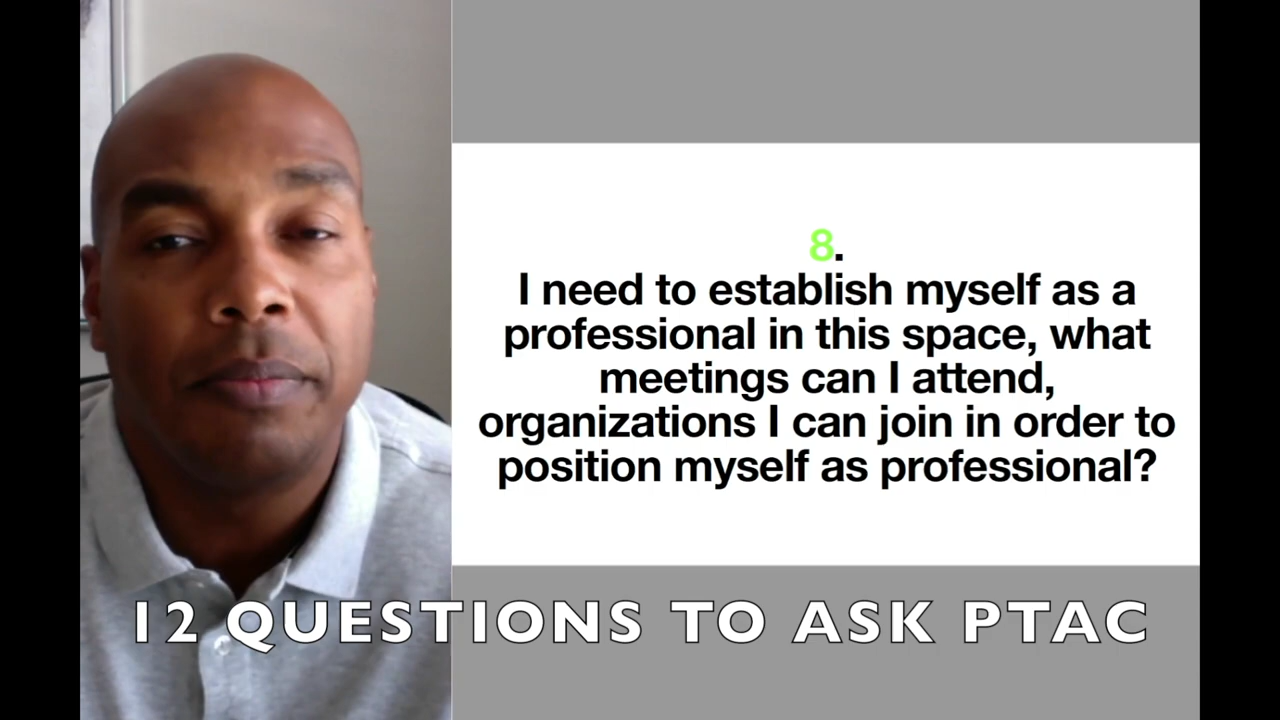 8.
I need to establish myself as a
professional in this space, what
meetings can I attend,
organizations I can join in order to
position myself as professional?
12 QUESTIONS TO ASK PTAC